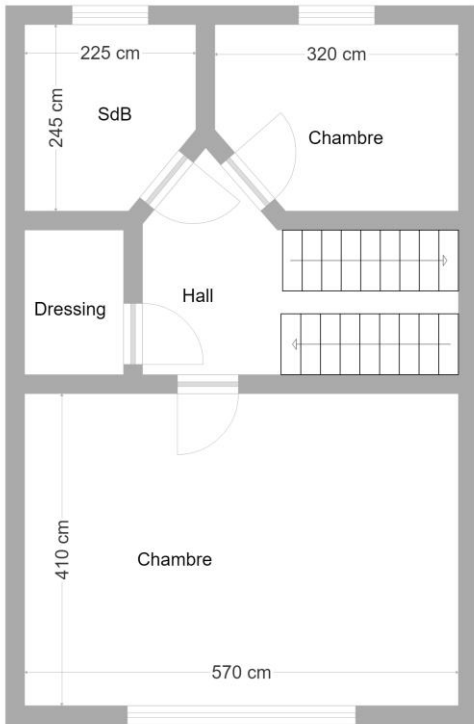 225 cm
320 cm
245 cm
SdB
Chambre
Dressing
Hall
410 cm
Chambre
570 cm